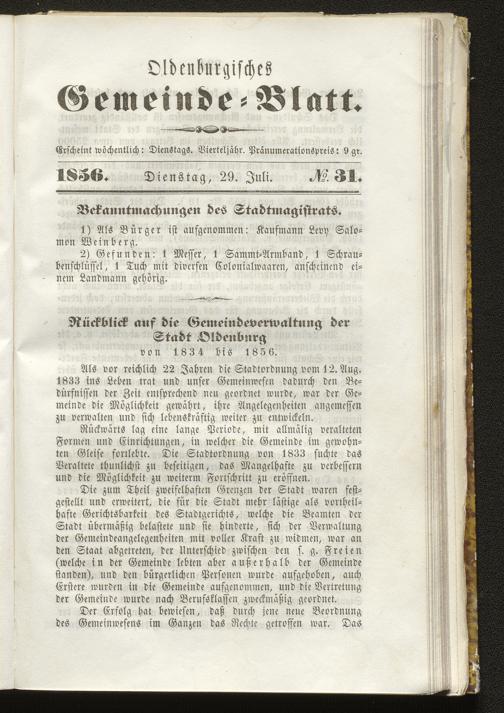 Oldenburgisches
Gemeinde-Blatt.
Erscheint wöchentlich: Dienstags. Vierteljähr. Pränumerationspreis: 9 gr.
1856. Dienstag, 29. Juli. №. 31.
Bekanntmachungen des Stadtmagistrats.
1) Als Bürger ist aufgenommen: Kaufmann Levy Salo-
mon Weinberg.
2) Gefunden: 1 Messer, 1 Sammt-Armband, 1 Schrau-
benschlüssel, 1 Tuch mit diversen Colonialwaaren, anscheinend ei-
nem Landmann gehörig.
Rückblick auf die Gemeindeverwaltung der
Stadt Oldenburg
von 1834 bis 1856.
Als vor reichlich 22 Jahren die Stadtordnung vom 12. Aug.
1833 ins Leben trat und unser Gemeinwesen dadurch den Be-
dürfnissen der Zeit entsprechend neu geordnet wurde, war der Ge-
meinde die Möglichkeit gewährt, ihre Angelegenheiten angemessen
zu verwalten und sich lebenskräftig weiter zu entwickeln.
Rückwärts lag eine lange Periode, mit allmälig veralteten
Formen und Einrichtungen, in welcher die Gemeinde im gewohn-
ten Gleise fortlebte. Die Stadtordnung von 1833 suchte das
Veraltete thunlichst zu beseitigen, das Mangelhafte zu verbessern
und die Möglichkeit zu weiterm Fortschritt zu eröffnen.
Die zum Theil zweifelhaften Grenzen der Stadt waren fest-
gestellt und erweitert, die für die Stadt mehr lästige als vortheil-
hafte Gerichtsbarkeit des Stadtgerichts, welche die Beamten der
Stadt übermäßig belastete und sie hinderte, sich der Verwaltung
der Gemeindeangelegenheiten mit voller Kraft zu widmen, war an
den Staat abgetreten, der Unterschied zwischen den s. g. Freien
(welche in der Gemeinde lebten aber außerhalb der Gemeinde
standen), und den bürgerlichen Personen wurde aufgehoben, auch
Erstere wurden in die Gemeinde aufgenommen, und die Vertretung
der Gemeinde wurde nach Berufsklassen zweckmäßig geordnet.
Der Erfolg hat bewiesen, daß durch jene neue Beordnung
des Gemeinwesens im Ganzen das Rechte getroffen war. Das